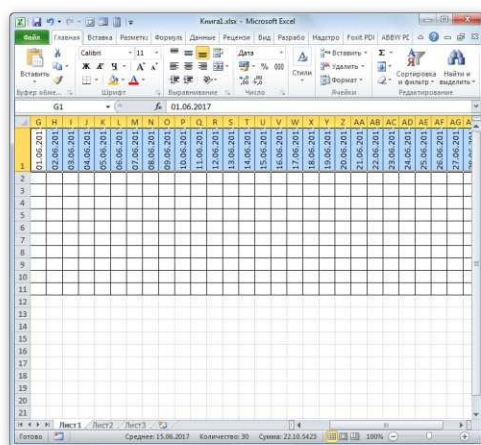 Книга1.xlsx - Microsoft Excel
Файл Главная Вставка Разметк Формуль Данные Рецензи Вид Разрабо Надстро Foxit PDI ABBYY PC
Вставить
Calibri 11
Ж К Ч
Дата
% 000
Стили
Вставить
Удалить
Формат
Сортировка и фильтр
Найти и выделить
Буфер обме... Шрифт Выравнивание Число Ячейки Редактирование
G1 fx 01.06.2017
G H I J K L M N O P Q R S T U V W X Y Z AA AB AC AD AE AF AG A
1 01.06.201 02.06.201 03.06.201 04.06.201 05.06.201 06.06.201 07.06.201 08.06.201 09.06.201 10.06.201 11.06.201 12.06.201 13.06.201 14.06.201 15.06.201 16.06.201 17.06.201 18.06.201 19.06.201 20.06.201 21.06.201 22.06.201 23.06.201 24.06.201 25.06.201 26.06.201 27.06.201
2
3
4
5
6
7
8
9
10
11
12
13
14
15
16
17
18
19
20
21
Лист1 Лист2 Лист3
Готово Среднее: 15.06.2017 Количество: 30 Сумма: 22.10.5425 100%